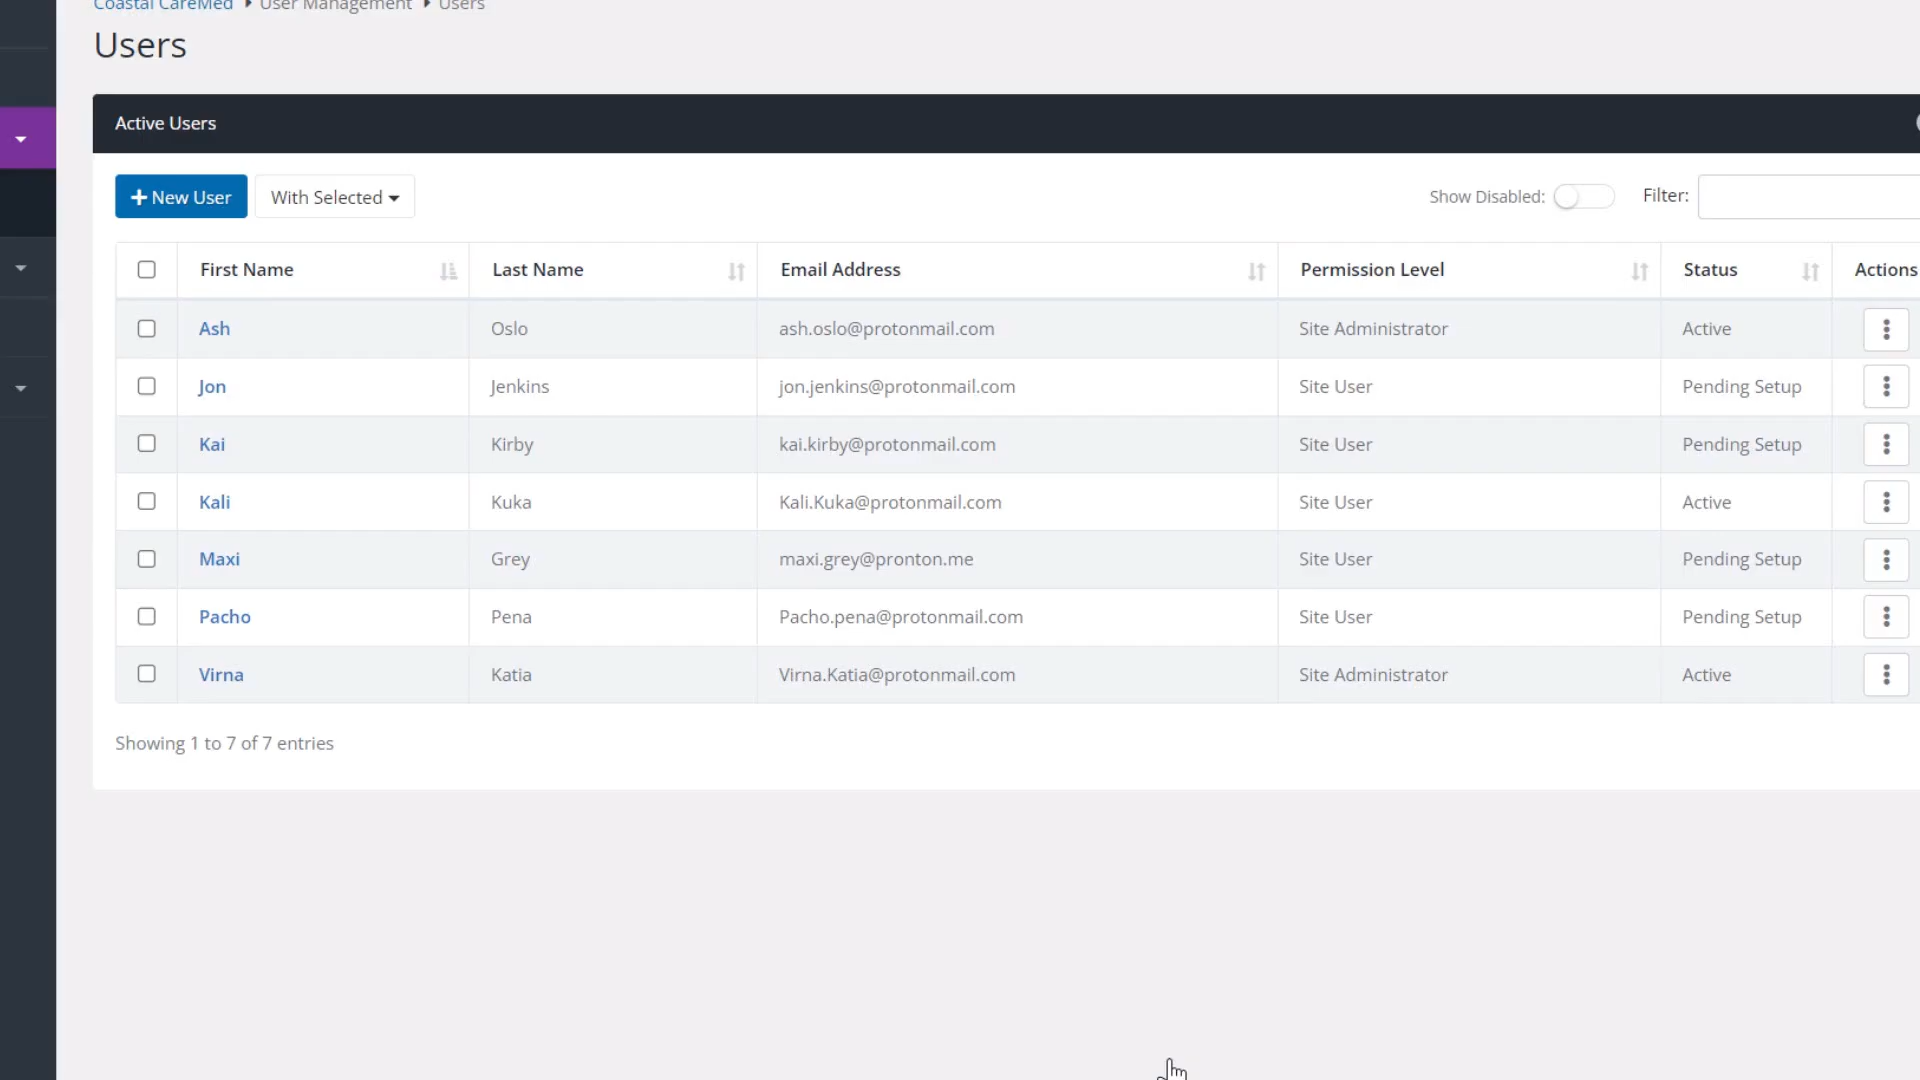 Coastal CareMed User Management Users
Users
Active Users
New User With Selected Show Disabled: Filter:
First Name Last Name Email Address Permission Level Status Actions
Ash Oslo ash.oslo@protonmail.com Site Administrator Active
Jon Jenkins jon.jenkins@protonmail.com Site User Pending Setup
Kai Kirby kai.kirby@protonmail.com Site User Pending Setup
Kali Kuka Kali.Kuka@protonmail.com Site User Active
Maxi Grey maxi.grey@pronton.me Site User Pending Setup
Pacho Pena Pacho.pena@protonmail.com Site User Pending Setup
Virna Katia Virna.Katia@protonmail.com Site Administrator Active
Showing 1 to 7 of 7 entries